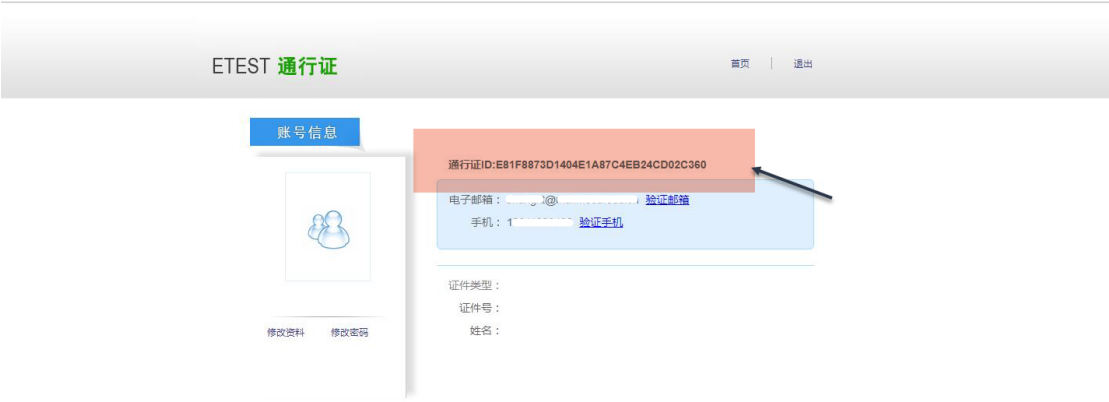 ETEST 通行证
首页 | 退出
账号信息
通行证ID:E81F8873D1404E1A87C4EB24CD02C360
电子邮箱： @ 验证邮箱
手机：1 验证手机
证件类型：
证件号：
姓名：
修改资料 修改密码